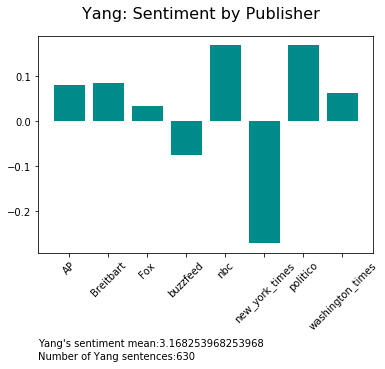 Yang: Sentiment by Publisher
0.1
0.0
−0.1
−0.2
AP
Breitbart
Fox
buzzfeed
nbc
new_york_times
politico
washington_times
Yang's sentiment mean:3.168253968253968
Number of Yang sentences:630